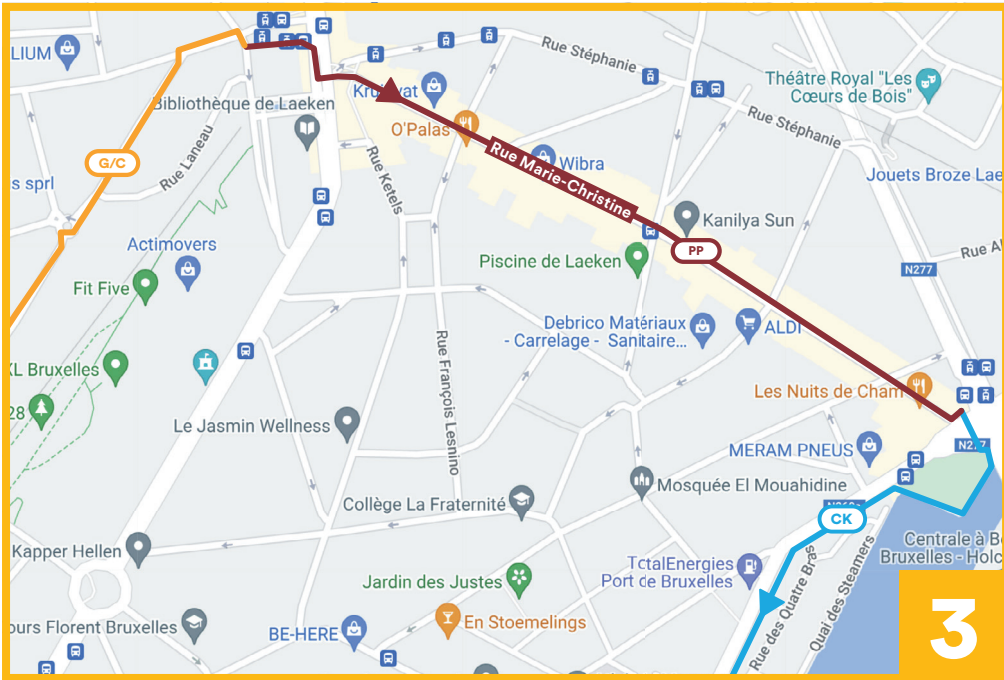 LIUM
Rue Stéphanie
Théâtre Royal "Les
Cœurs de Bois"
Bibliothèque de Laeken
O'Palas
Rue Stéphanie
G/C
Rue Laneau
Rue Marie-Christine
Wibra
s sprl
Rue Ketels
Jouets Broze Lae
Kanilya Sun
Actimovers
PP
Piscine de Laeken
Rue A
N277
Fit Five
Debrico Matériaux
- Carrelage - Sanitaire...
ALDI
XL Bruxelles
Rue François Lesnino
Les Nuits de Cham
28
Le Jasmin Wellness
MERAM PNEUS
Mosquée El Mouahidine
Collège La Fraternité
CK
Centrale à B
Bruxelles - Holc
Kapper Hellen
TotalEnergies
Port de Bruxelles
Jardin des Justes
Rue des Quatre Bras
Quai des Steamers
En Stoemelings
ours Florent Bruxelles
BE-HERE
3